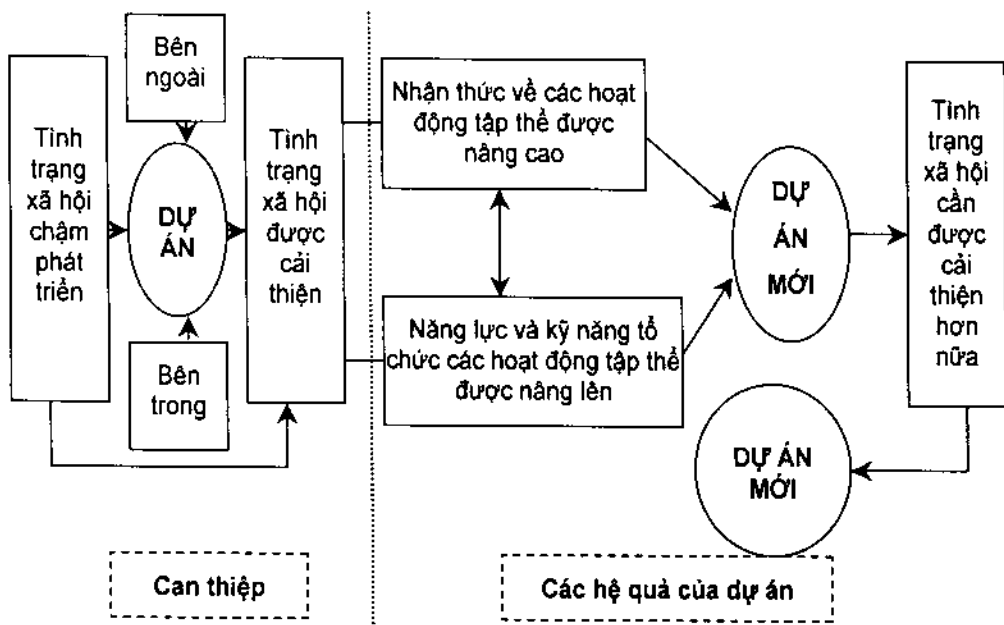 Bên
ngoài
Tình
trạng
xã hội
chậm
phát
triển
DỰ
ÁN
Bên
trong
Tình
trạng
xã hội
được
cải
thiện
Nhận thức về các hoạt
động tập thể được
nâng cao
Năng lực và kỹ năng tổ
chức các hoạt động tập thể
được nâng lên
DỰ
ÁN
MỚI
Tình
trạng
xã hội
cần
được
cải
thiện
hơn
nữa
DỰ ÁN
MỚI
Can thiệp
Các hệ quả của dự án